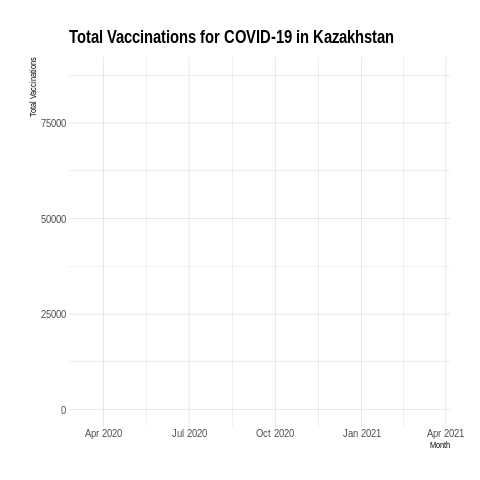 Total Vaccinations for COVID-19 in Kazakhstan
Total Vaccinations
75000
50000
25000
0
Apr 2020 Jul 2020 Oct 2020 Jan 2021 Apr 2021
Month